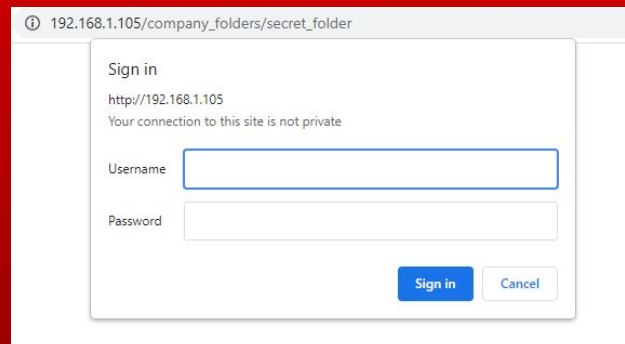 192.168.1.105/company_folders/secret_folder
Sign in
http://192.168.1.105
Your connection to this site is not private
Username
Password
Sign in Cancel